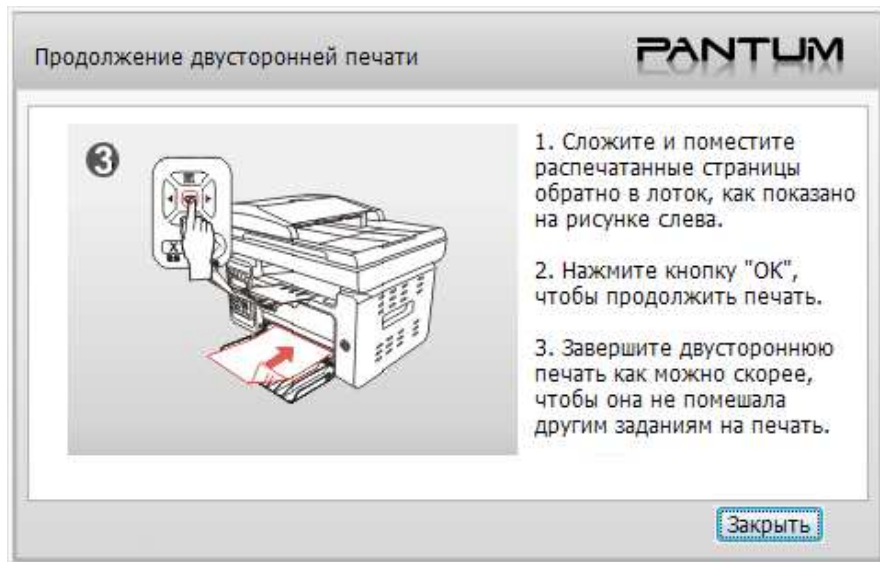 Продолжение двусторонней печати
PANTUM
3
1. Сложите и поместите
распечатанные страницы
обратно в лоток, как показано
на рисунке слева.
2. Нажмите кнопку "ОК",
чтобы продолжить печать.
3. Завершите двустороннюю
печать как можно скорее,
чтобы она не помешала
другим заданиям на печать.
Закрыть